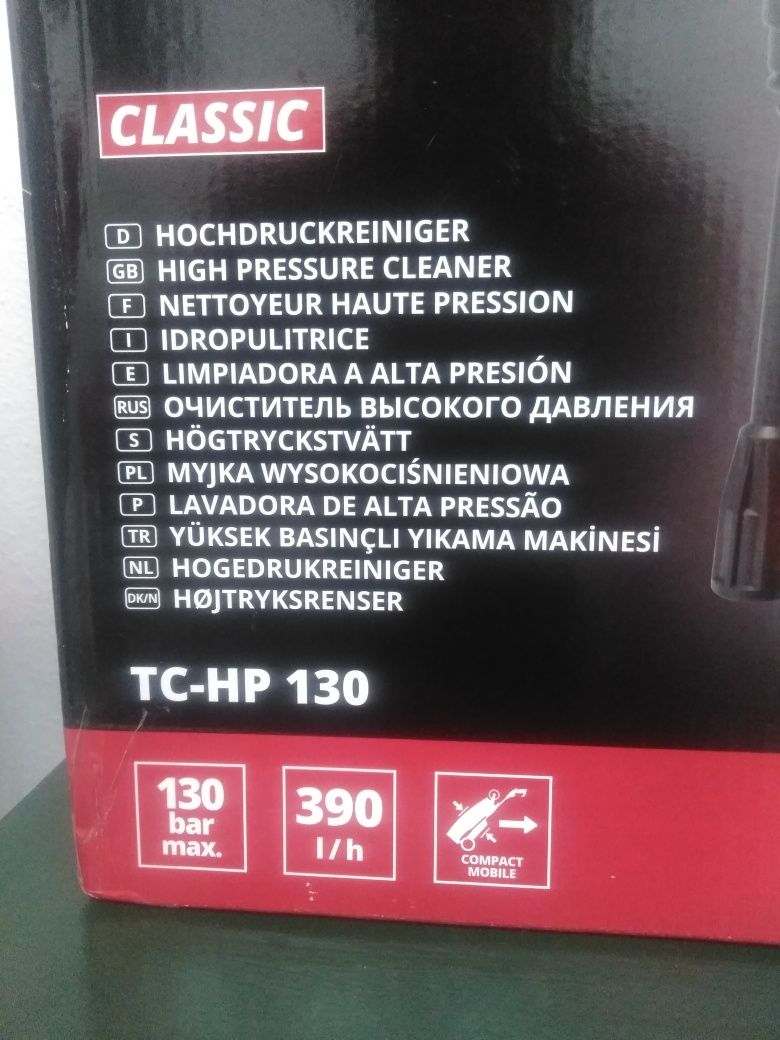 CLASSIC
D HOCHDRUCKREINIGER
GB HIGH PRESSURE CLEANER
F NETTOYEUR HAUTE PRESSION
I IDROPULITRICE
E LIMPIADORA A ALTA PRESIÓN
RUS ОЧИСТИТЕЛЬ ВЫСОКОГО ДАВЛЕНИЯ
S HÖGTRYCKSTVÄTT
PL MYJKA WYSOKOCIŚNIENIOWA
P LAVADORA DE ALTA PRESSÃO
TR YÜKSEK BASINÇLI YIKAMA MAKİNESİ
NL HOGEDRUKREINIGER
DK/N HØJTRYKSRENSER
TC-HP 130
130
bar
max.
390
l/h
COMPACT
MOBILE